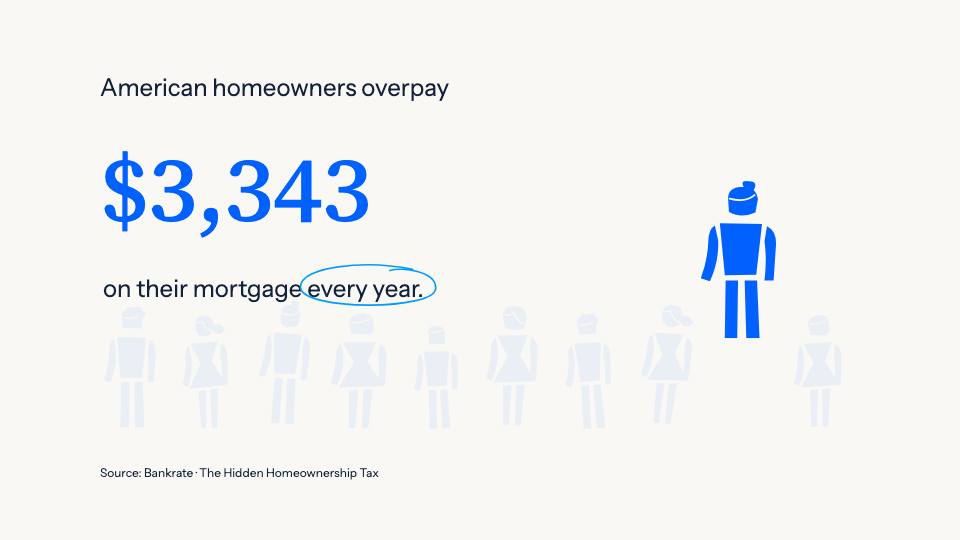 American homeowners overpay
$3,343
on their mortgage every year.
Source: Bankrate · The Hidden Homeownership Tax